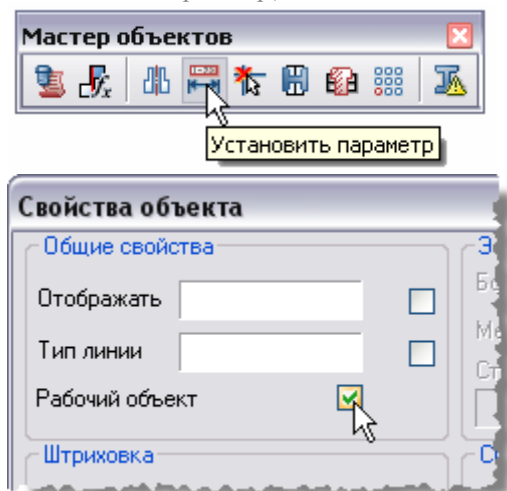 Мастер объектов
Установить параметр
Свойства объекта
Общие свойства
Отображать
Тип линии
Рабочий объект
Штриховка